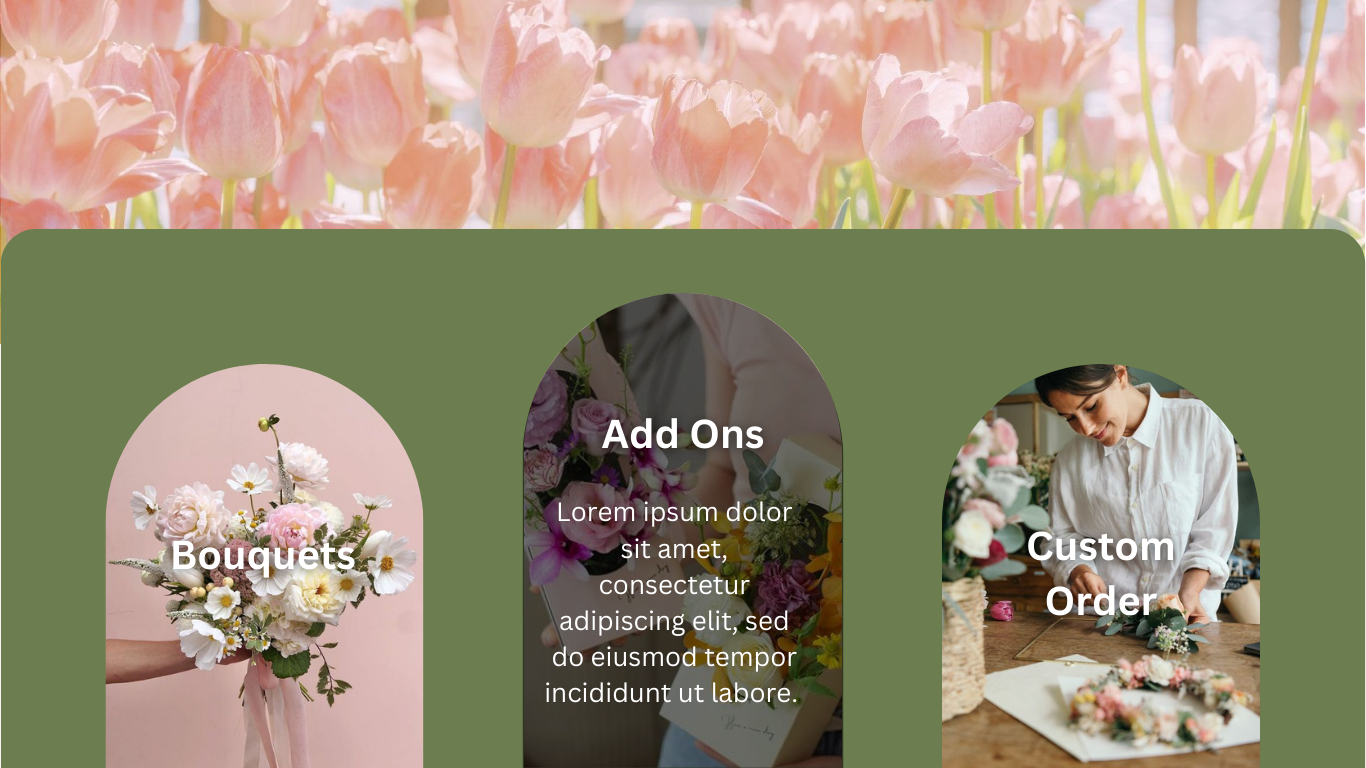 Bouquets
Add Ons
Lorem ipsum dolor
sit amet,
consectetur
adipiscing elit, sed
do eiusmod tempor
incididunt ut labore.
Custom
Order